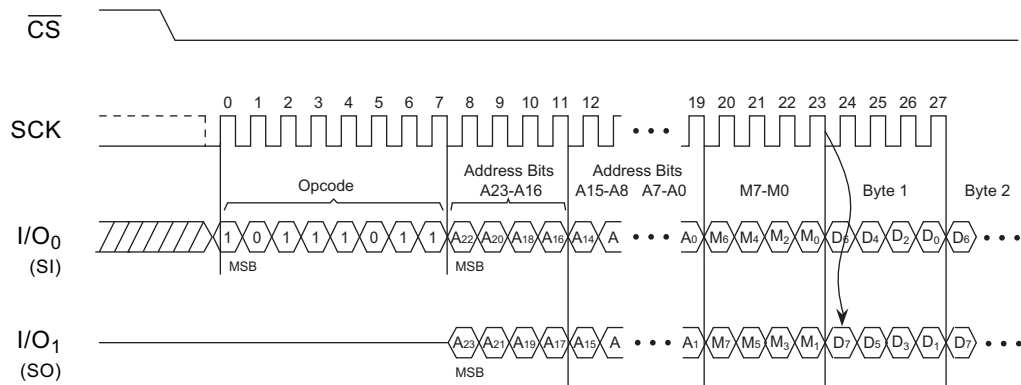 CS
0 1 2 3 4 5 6 7 8 9 10 11 12 19 20 21 22 23 24 25 26 27
SCK
Opcode
Address Bits
A23-A16
Address Bits
A15-A8 A7-A0
M7-M0
Byte 1
Byte 2
I/O0
(SI)
1 0 1 1 1 0 1 1 A22 A20 A18 A16 A14 A A0 M6 M4 M2 M0 D6 D4 D2 D0 D6
MSB MSB
I/O1
(SO)
A23 A21 A19 A17 A15 A A1 M7 M5 M3 M1 D7 D5 D3 D1 D7
MSB